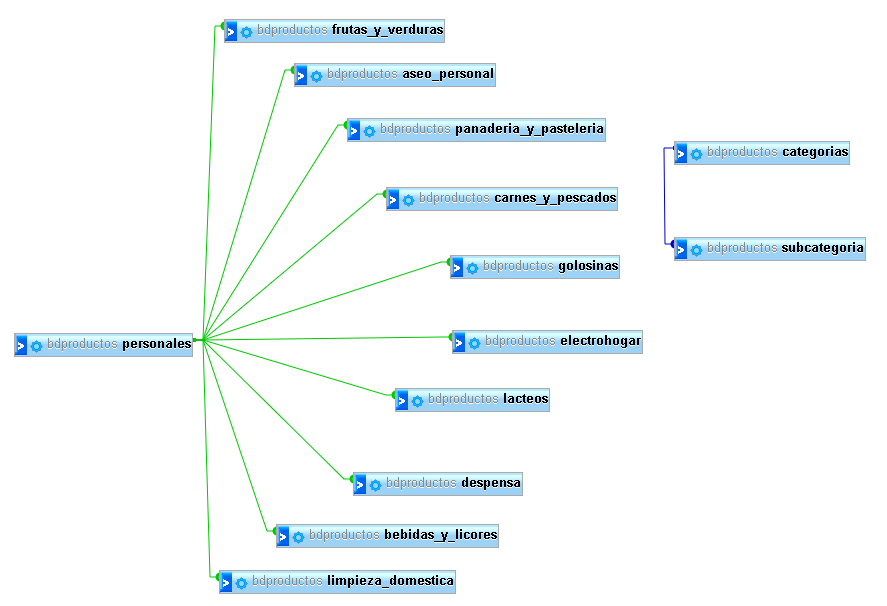 bdproductos frutas_y_verduras
bdproductos aseo_personal
bdproductos panaderia_y_pasteleria
bdproductos categorias
bdproductos carnes_y_pescados
bdproductos subcategoria
bdproductos golosinas
bdproductos personales
bdproductos electrohogar
bdproductos lacteos
bdproductos despensa
bdproductos bebidas_y_licores
bdproductos limpieza_domestica